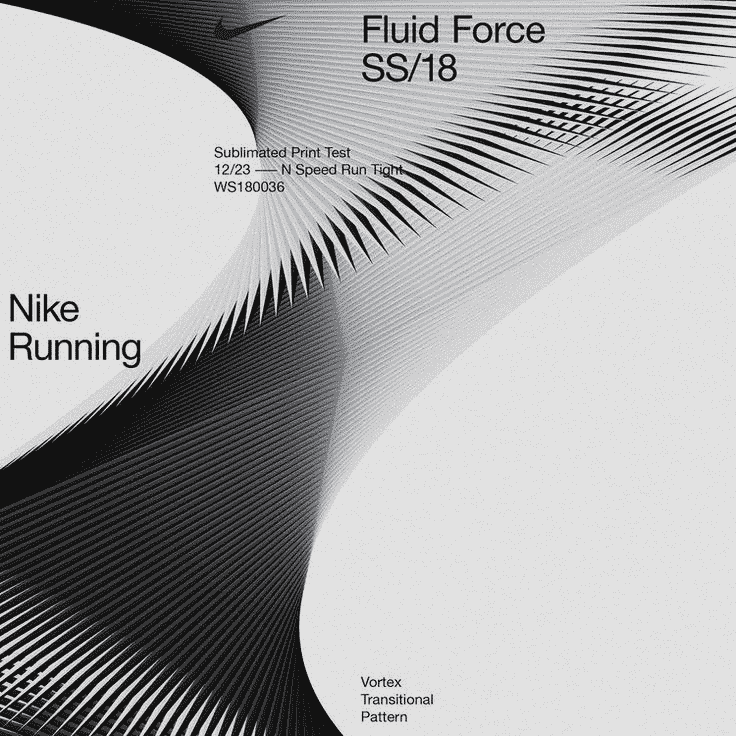 Fluid Force
SS/18
Sublimated Print Test
12/23 — N Speed Run Tight
WS180036
Nike
Running
Vortex
Transitional
Pattern